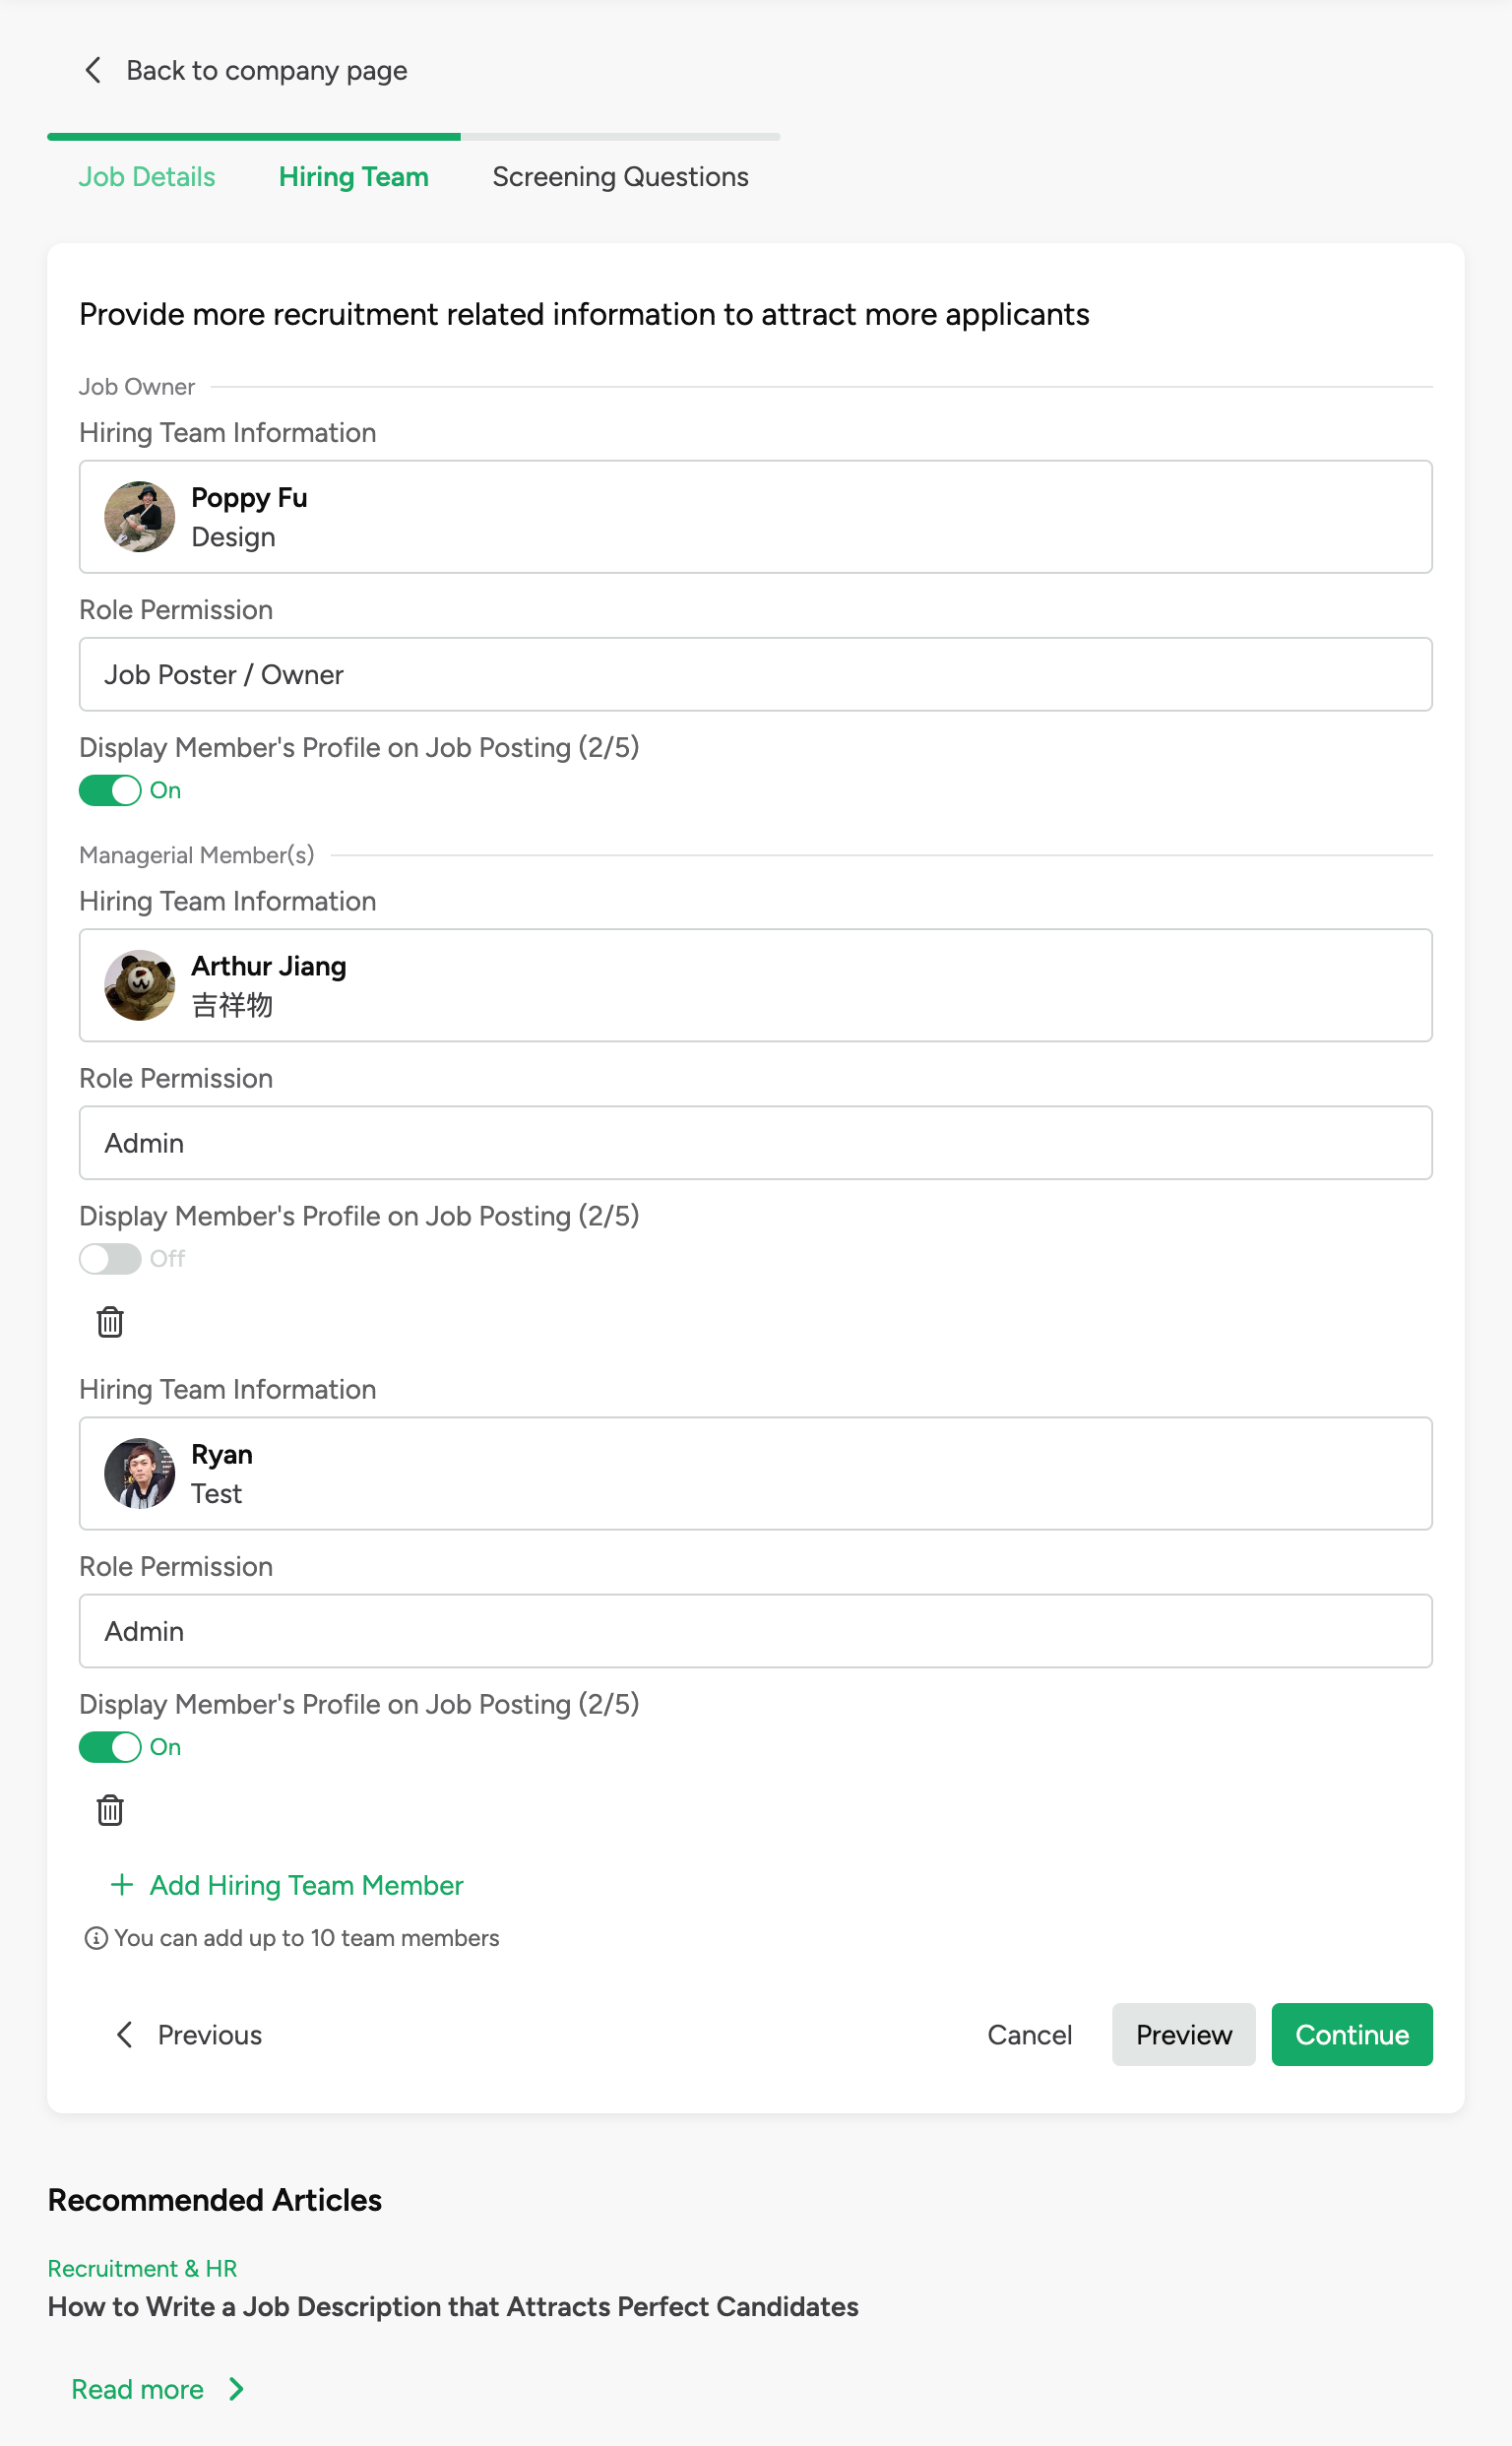 Back to company page
Job Details
Hiring Team
Screening Questions
Provide more recruitment related information to attract more applicants
Job Owner
Hiring Team Information
Poppy Fu
Design
Role Permission
Job Poster / Owner
Display Member's Profile on Job Posting (2/5)
On
Managerial Member(s)
Hiring Team Information
Arthur Jiang
吉祥物
Role Permission
Admin
Display Member's Profile on Job Posting (2/5)
Off
Hiring Team Information
Ryan
Test
Role Permission
Admin
Display Member's Profile on Job Posting (2/5)
On
Add Hiring Team Member
You can add up to 10 team members
Previous
Cancel
Preview
Continue
Recommended Articles
Recruitment & HR
How to Write a Job Description that Attracts Perfect Candidates
Read more